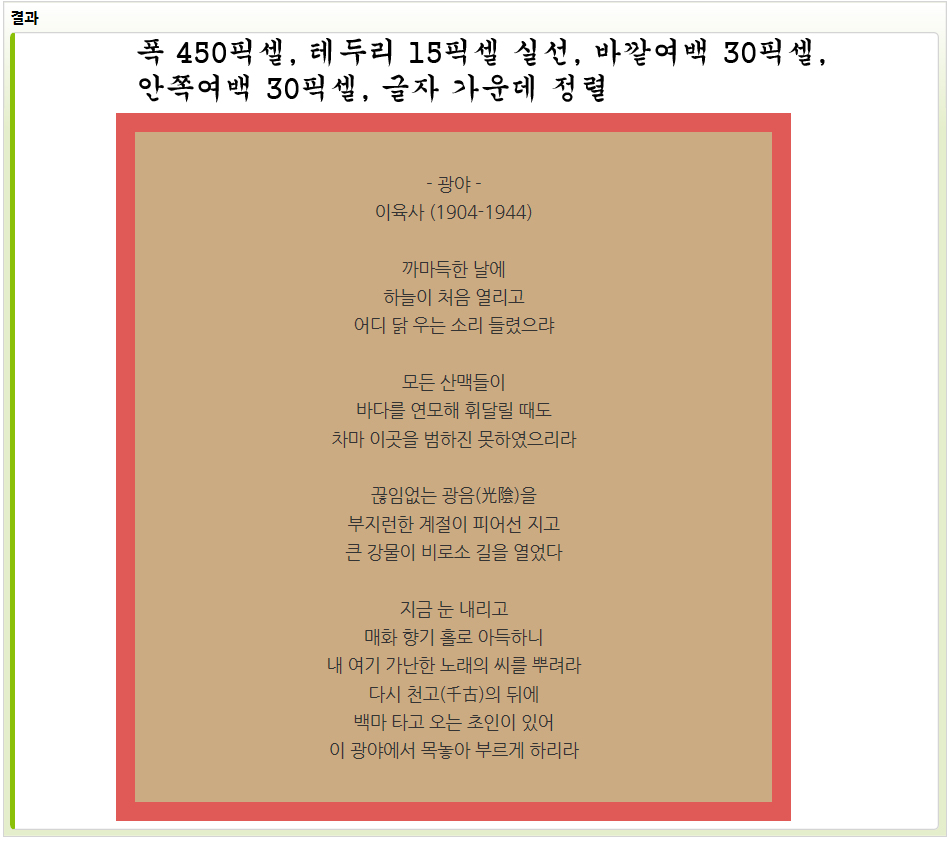 결과
폭 450픽셀, 테두리 15픽셀 실선, 바깥여백 30픽셀,
안쪽여백 30픽셀, 글자 가운데 정렬
- 광야 -
이육사 (1904-1944)
까마득한 날에
하늘이 처음 열리고
어디 닭 우는 소리 들렸으랴
모든 산맥들이
바다를 연모해 휘달릴 때도
차마 이곳을 범하진 못하였으리라
끊임없는 광음(光陰)을
부지런한 계절이 피어선 지고
큰 강물이 비로소 길을 열었다
지금 눈 내리고
매화 향기 홀로 아득하니
내 여기 가난한 노래의 씨를 뿌려라
다시 천고(千古)의 뒤에
백마 타고 오는 초인이 있어
이 광야에서 목놓아 부르게 하리라